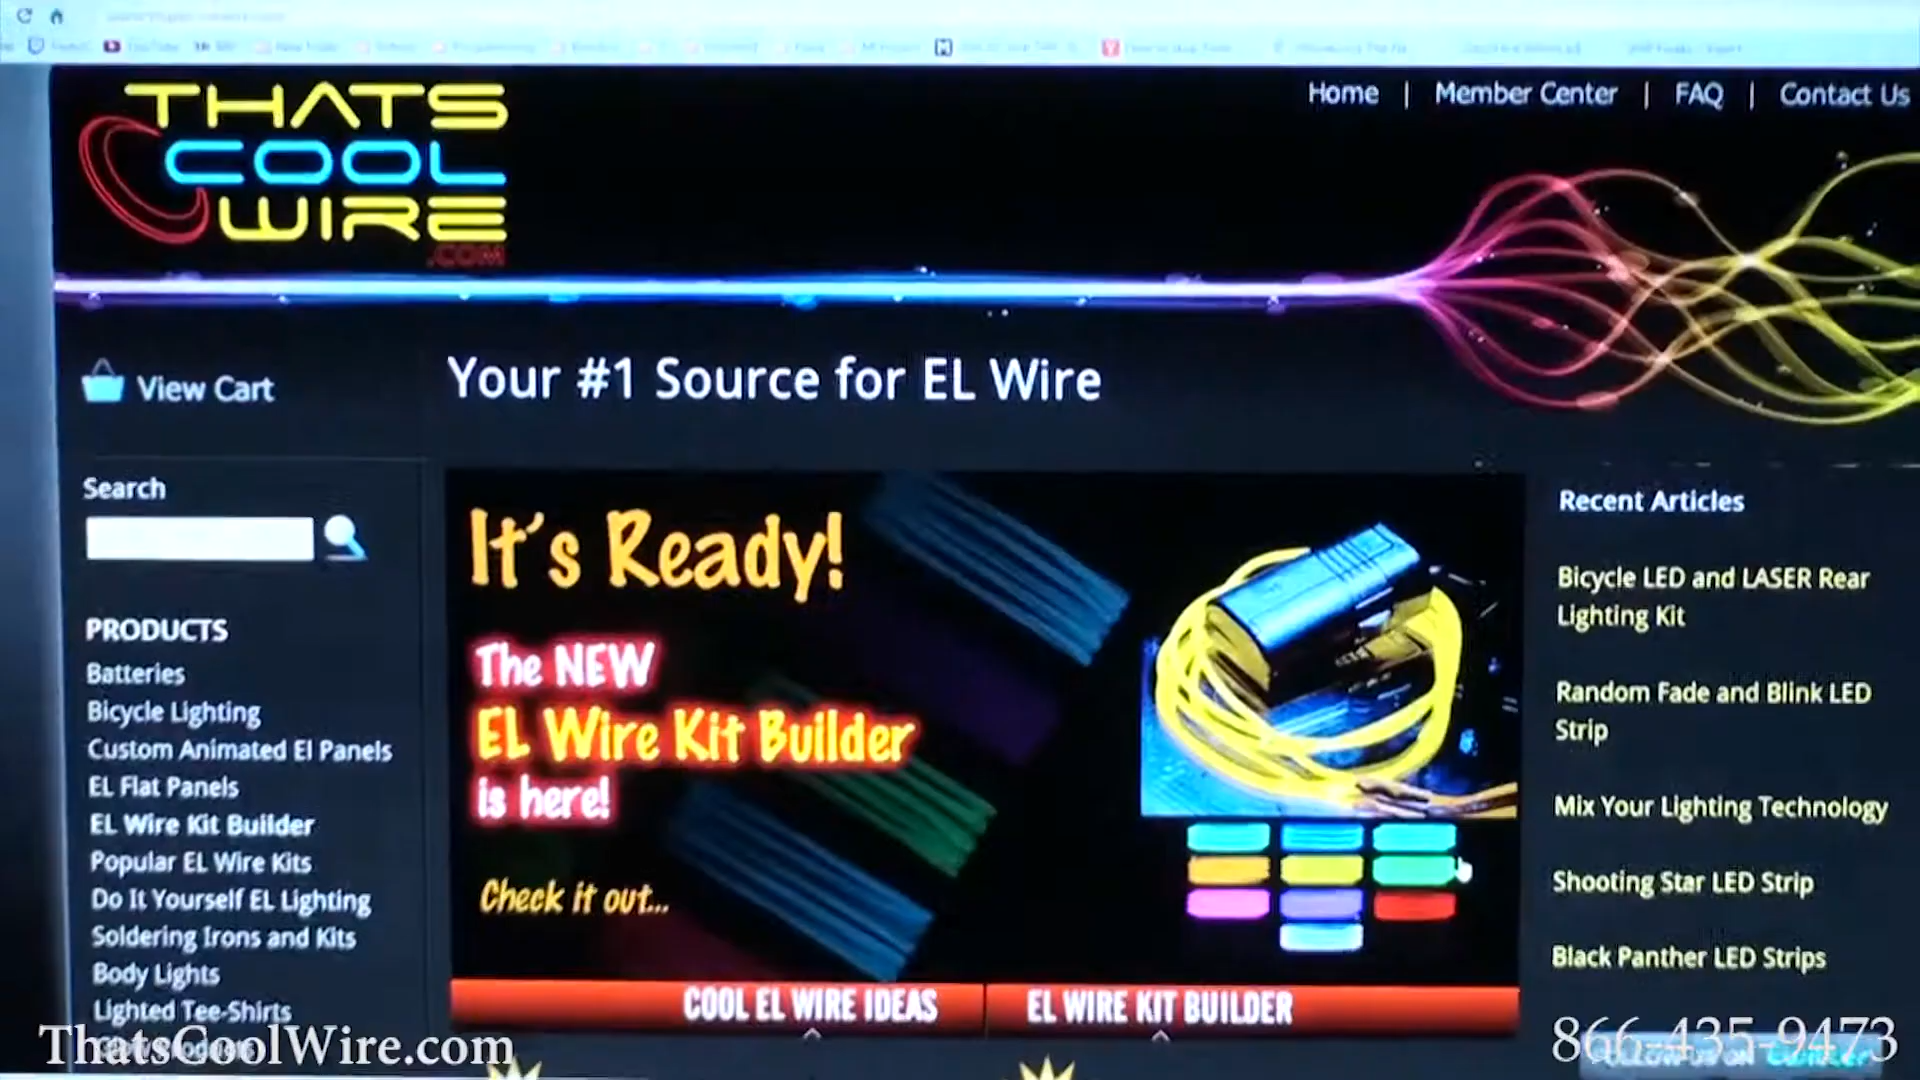 YouTube
Home | Member Center | FAQ | Contact Us
THATS
COOL
WIRE
.COM
View Cart
Your #1 Source for EL Wire
Search
PRODUCTS
Batteries
Bicycle Lighting
Custom Animated El Panels
EL Flat Panels
EL Wire Kit Builder
Popular EL Wire Kits
Do It Yourself EL Lighting
Soldering Irons and Kits
Body Lights
Lighted Tee-Shirts
It's Ready!
The NEW
EL Wire Kit Builder
is here!
Check it out...
COOL EL WIRE IDEAS
EL WIRE KIT BUILDER
Recent Articles
Bicycle LED and LASER Rear
Lighting Kit
Random Fade and Blink LED
Strip
Mix Your Lighting Technology
Shooting Star LED Strip
Black Panther LED Strips
FOLLOW US ON twitter
ThatsCoolWire.com
866-435-9473